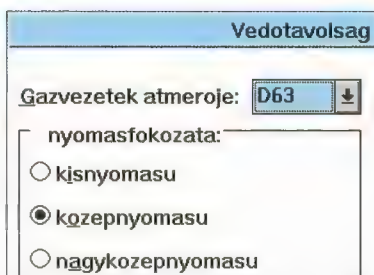 Vedotavolsag
Gazvezetek atmeroje: D63
nyomasfokozata:
kisnyomasu
kozepnyomasu
nagykozepnyomasu